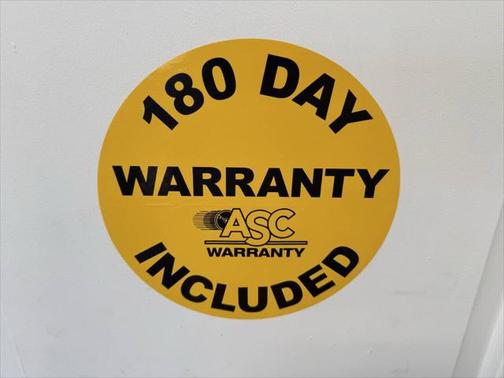 180 DAY
WARRANTY
ASC
WARRANTY
INCLUDED